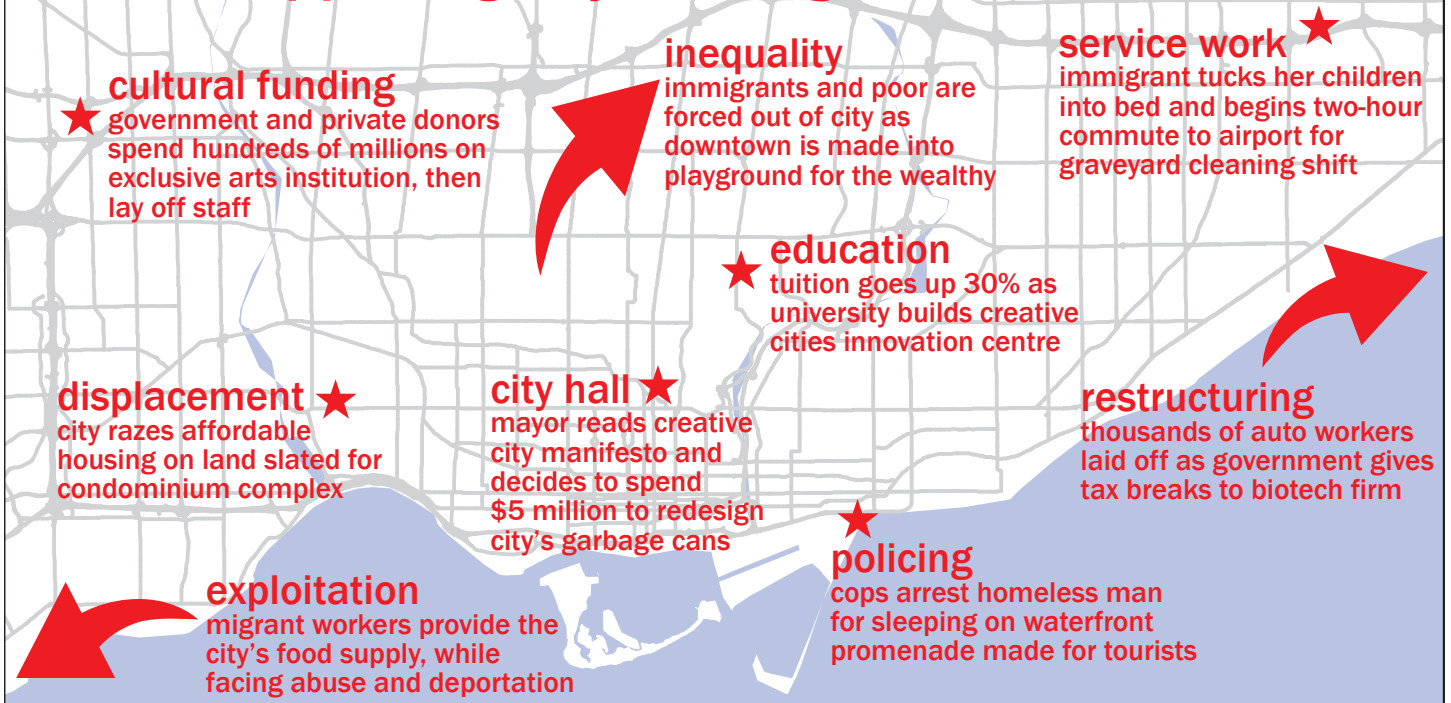 cultural funding
government and private donors
spend hundreds of millions on
exclusive arts institution, then
lay off staff
inequality
immigrants and poor are
forced out of city as
downtown is made into
playground for the wealthy
service work
immigrant tucks her children
into bed and begins two-hour
commute to airport for
graveyard cleaning shift
education
tuition goes up 30% as
university builds creative
cities innovation centre
displacement
city razes affordable
housing on land slated for
condominium complex
city hall
mayor reads creative
city manifesto and
decides to spend
$5 million to redesign
city's garbage cans
restructuring
thousands of auto workers
laid off as government gives
tax breaks to biotech firm
policing
cops arrest homeless man
for sleeping on waterfront
promenade made for tourists
exploitation
migrant workers provide the
city's food supply, while
facing abuse and deportation